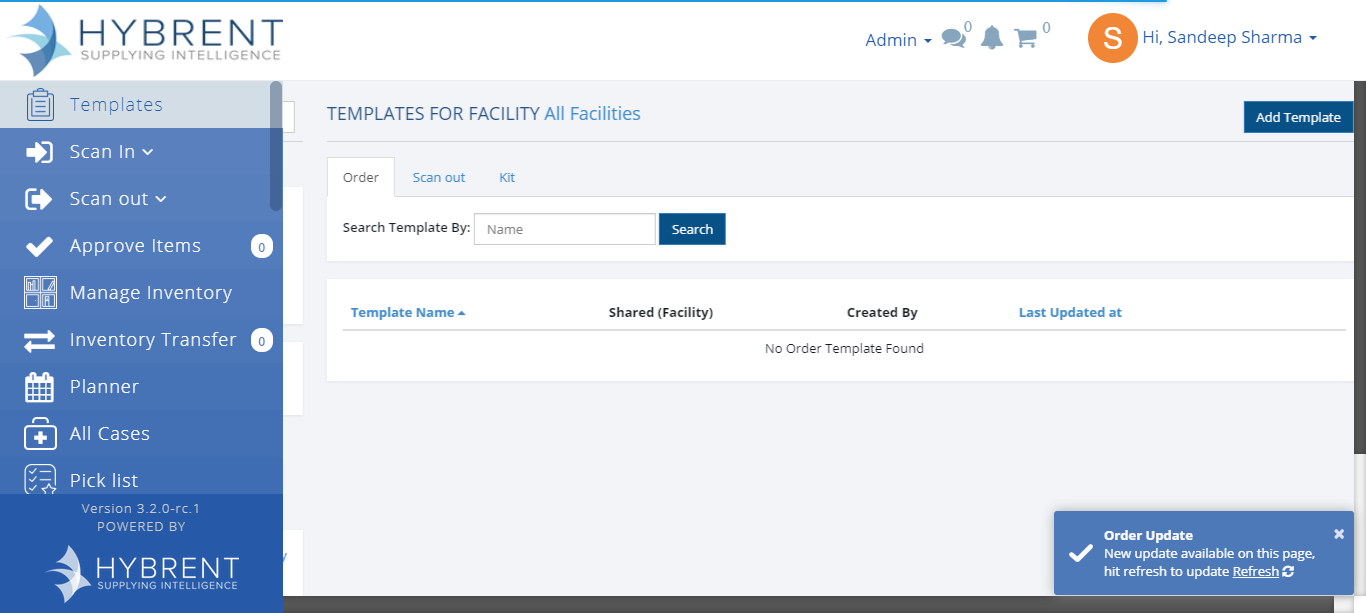 HYBRENT
SUPPLYING INTELLIGENCE
Admin
0
0
S
Hi, Sandeep Sharma
Templates
Scan In
Scan out
Approve Items
0
Manage Inventory
Inventory Transfer
0
Planner
All Cases
Pick list
Version 3.2.0-rc.1
POWERED BY
HYBRENT
SUPPLYING INTELLIGENCE
TEMPLATES FOR FACILITY All Facilities
Add Template
Order Scan out Kit
Search Template By: Name Search
Template Name Shared (Facility) Created By Last Updated at
No Order Template Found
Order Update
New update available on this page,
hit refresh to update Refresh